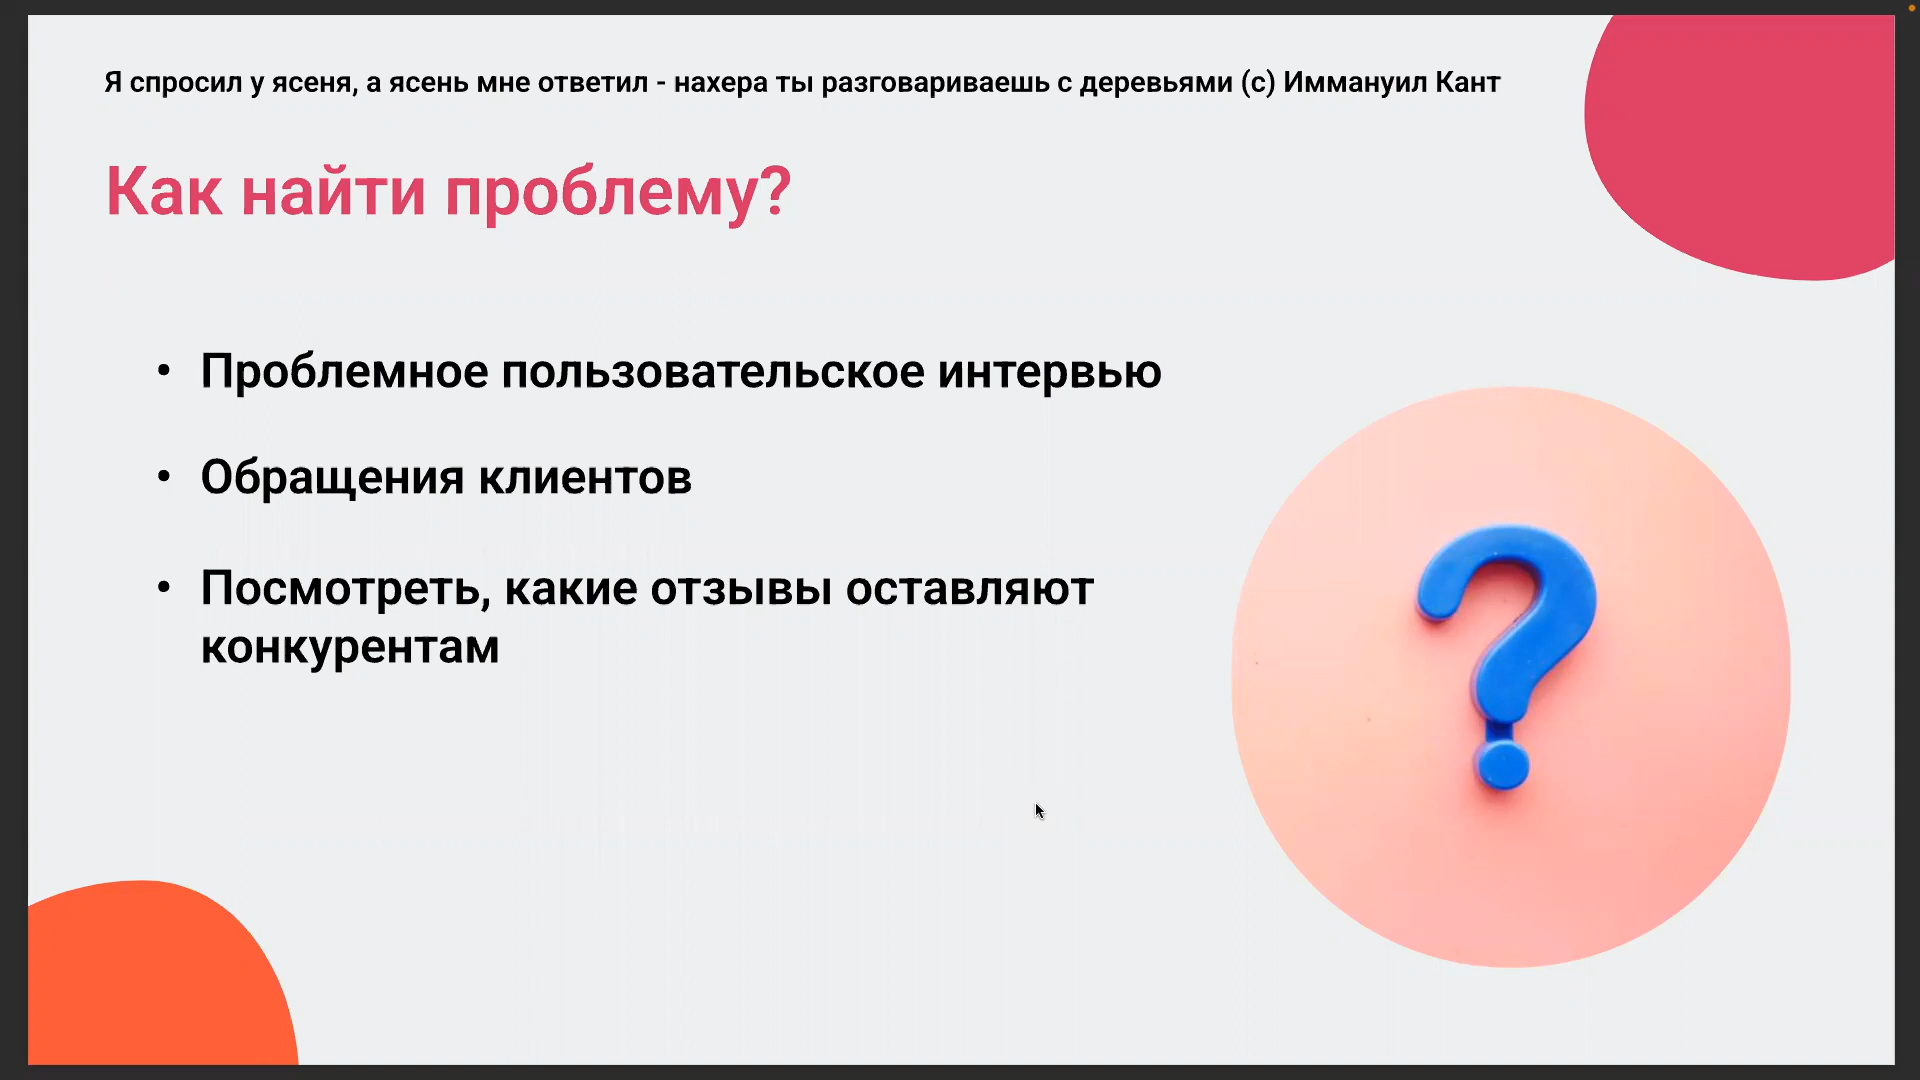 Я спросил у ясеня, а ясень мне ответил - нахера ты разговариваешь с деревьями (с) Иммануил Кант
Как найти проблему?
• Проблемное пользовательское интервью
• Обращения клиентов
• Посмотреть, какие отзывы оставляют
конкурентам